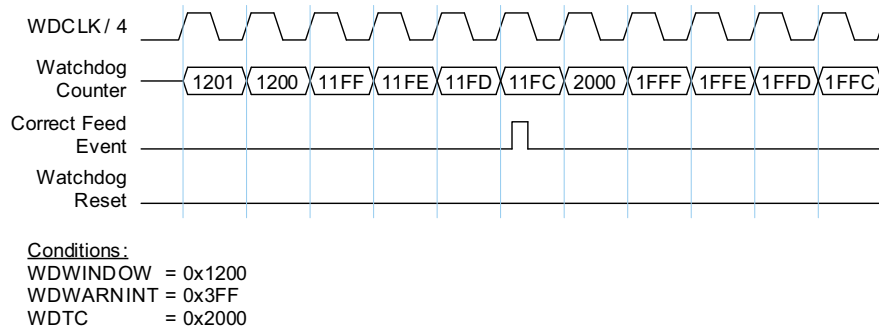 WDCLK / 4
Watchdog
Counter
1201 1200 11FF 11FE 11FD 11FC 2000 1FFF 1FFE 1FFD 1FFC
Correct Feed
Event
Watchdog
Reset
Conditions:
WDWINDOW = 0x1200
WDWARNINT = 0x3FF
WDTC = 0x2000